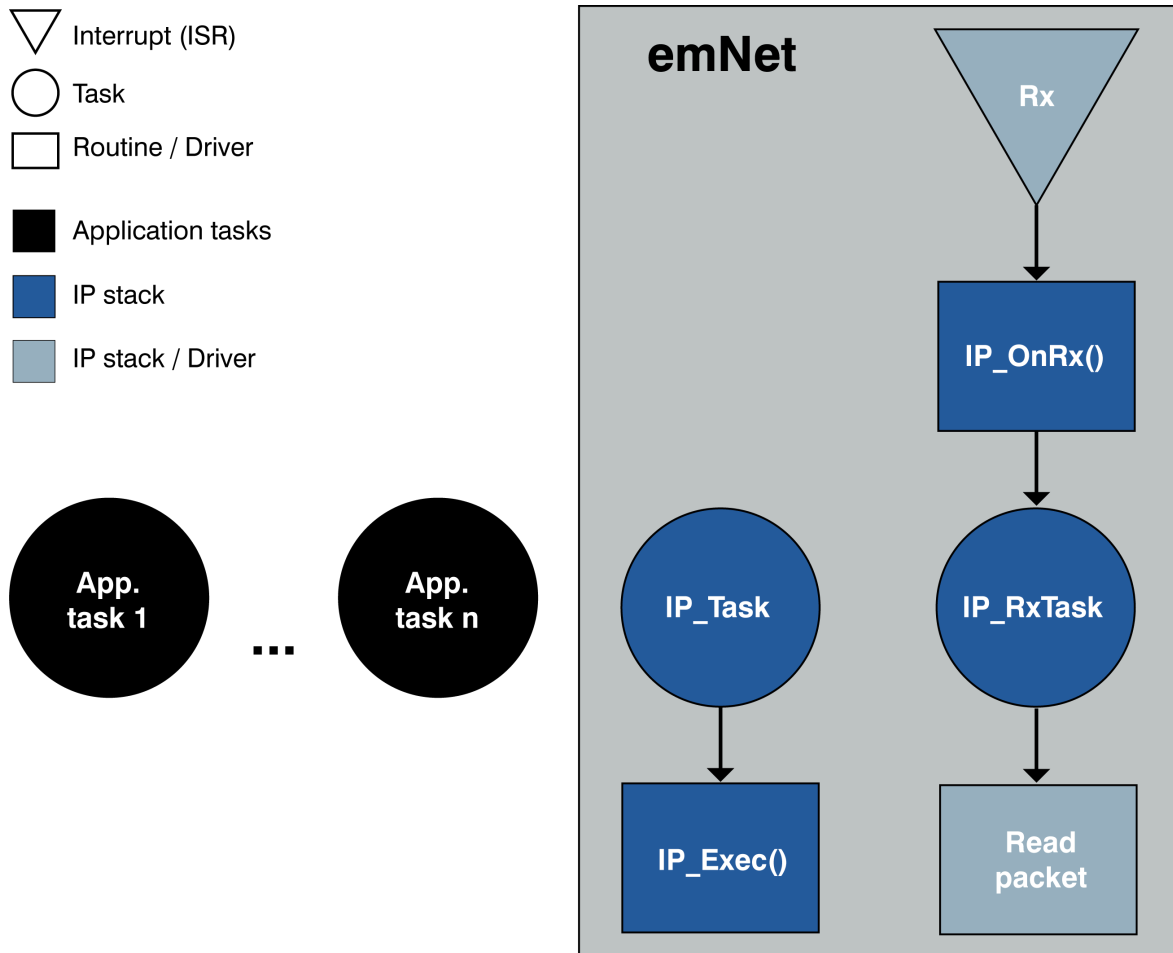 Interrupt (ISR)
Task
Routine / Driver
Application tasks
IP stack
IP stack / Driver
App.
task 1
...
App.
task n
emNet
Rx
IP_OnRx()
IP_Task
IP_RxTask
IP_Exec()
Read
packet